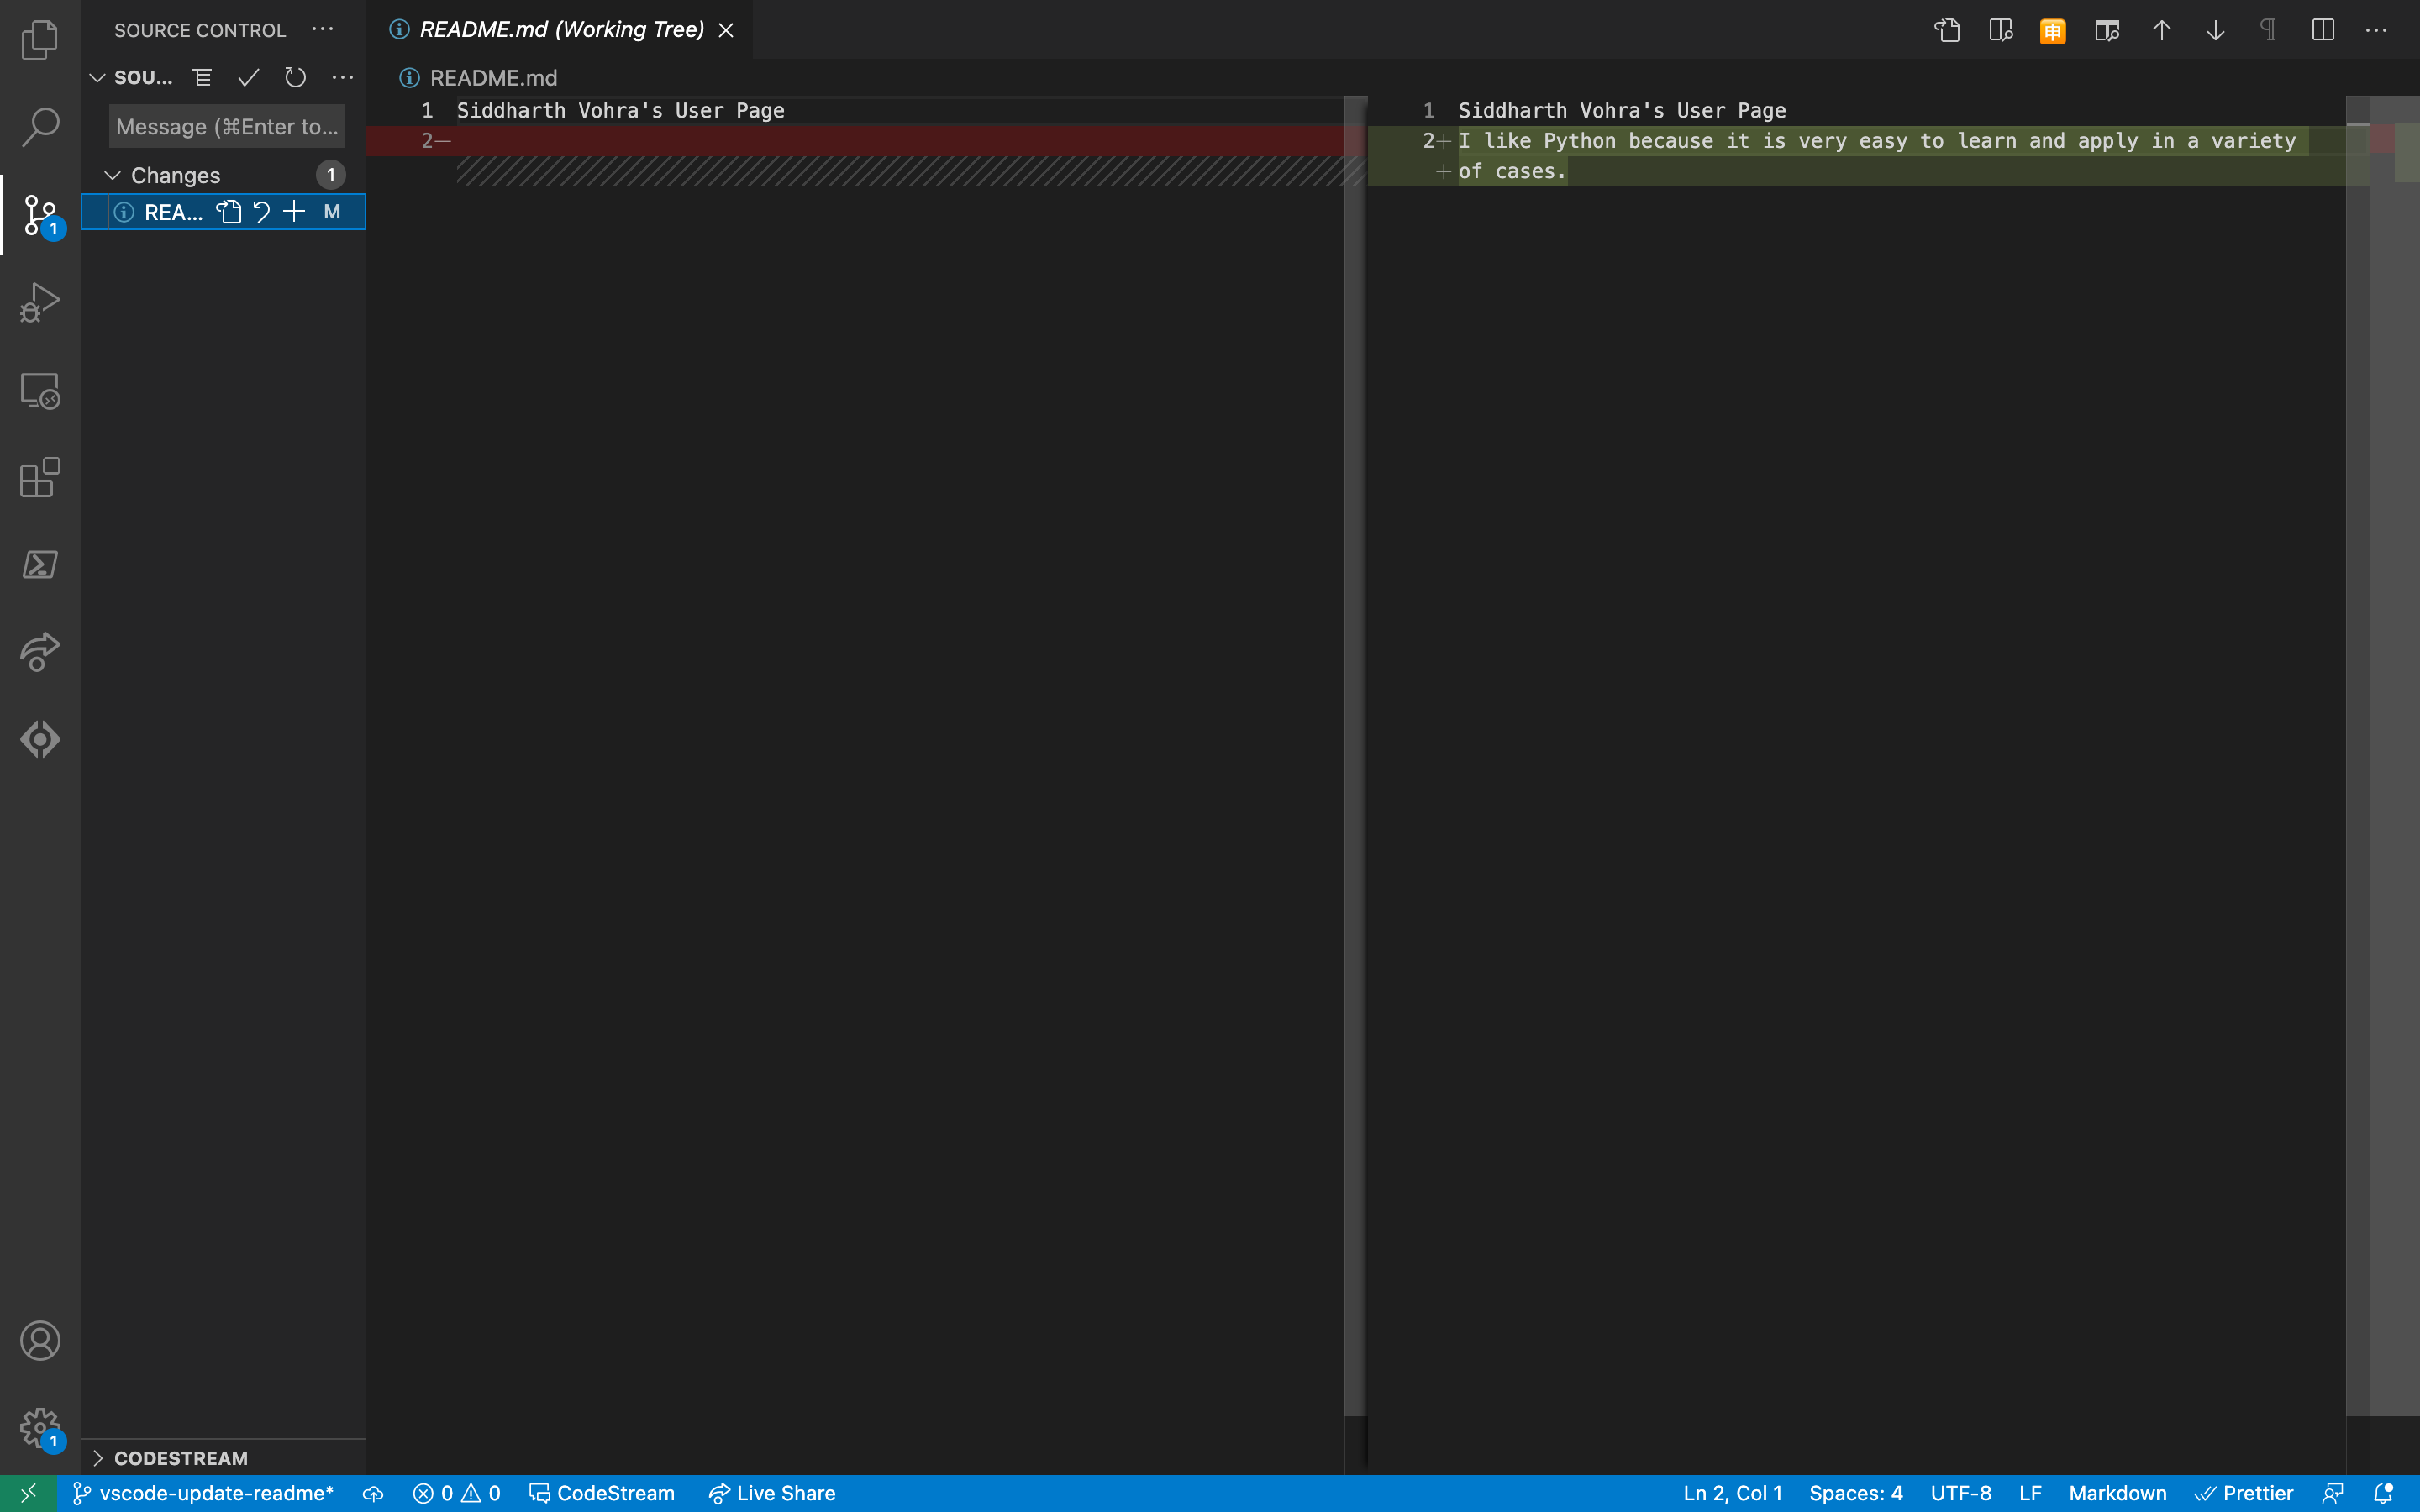 SOURCE CONTROL
README.md (Working Tree)
SOU...
README.md
Message (⌘Enter to...
Changes 1
REA... M
1 Siddharth Vohra's User Page
2—
1 Siddharth Vohra's User Page
2+ I like Python because it is very easy to learn and apply in a variety
+ of cases.
1
申
1
CODESTREAM
vscode-update-readme* 0 0 CodeStream Live Share Ln 2, Col 1 Spaces: 4 UTF-8 LF Markdown Prettier